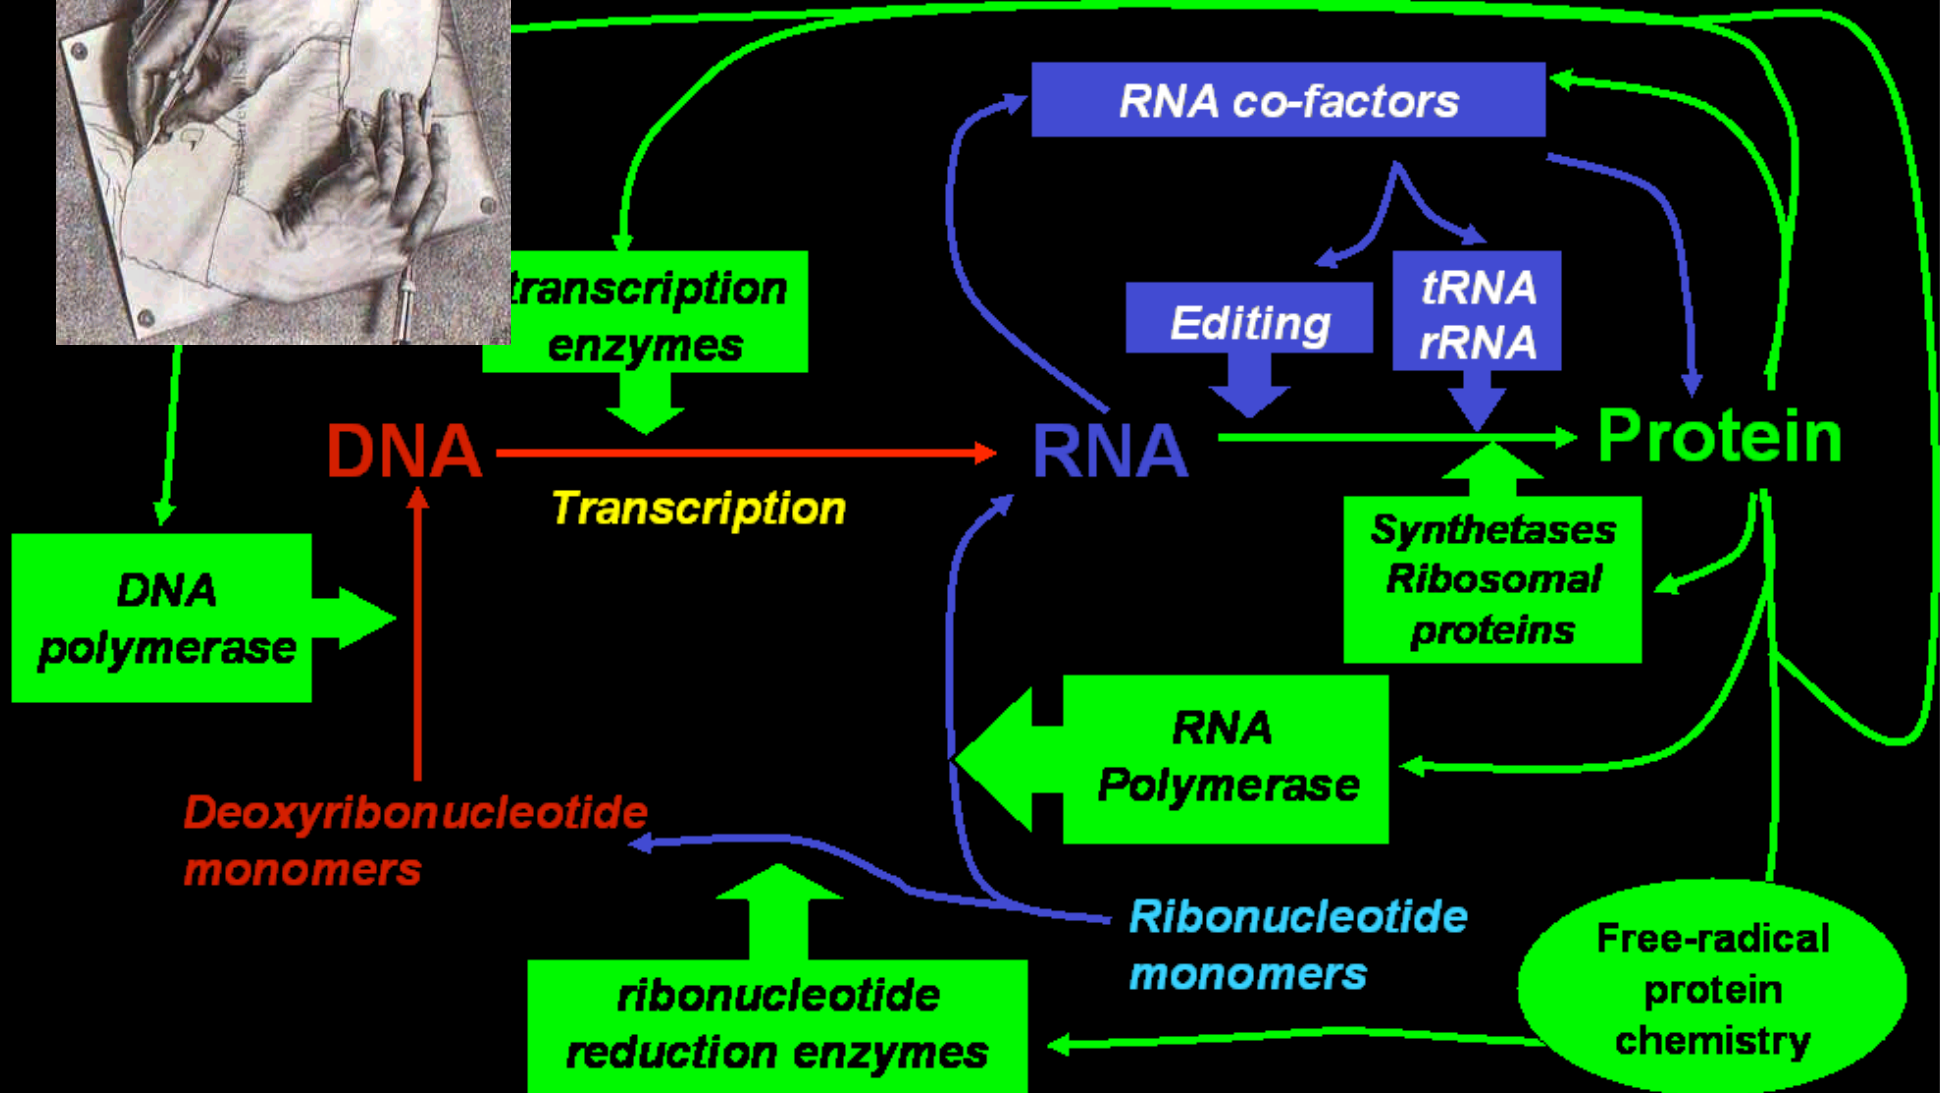 RNA co-factors
transcription
enzymes
Editing
tRNA
rRNA
DNA
RNA
Protein
Transcription
Synthetases
Ribosomal
proteins
DNA
polymerase
RNA
Polymerase
Deoxyribonucleotide
monomers
Ribonucleotide
monomers
Free-radical
protein
chemistry
ribonucleotide
reduction enzymes